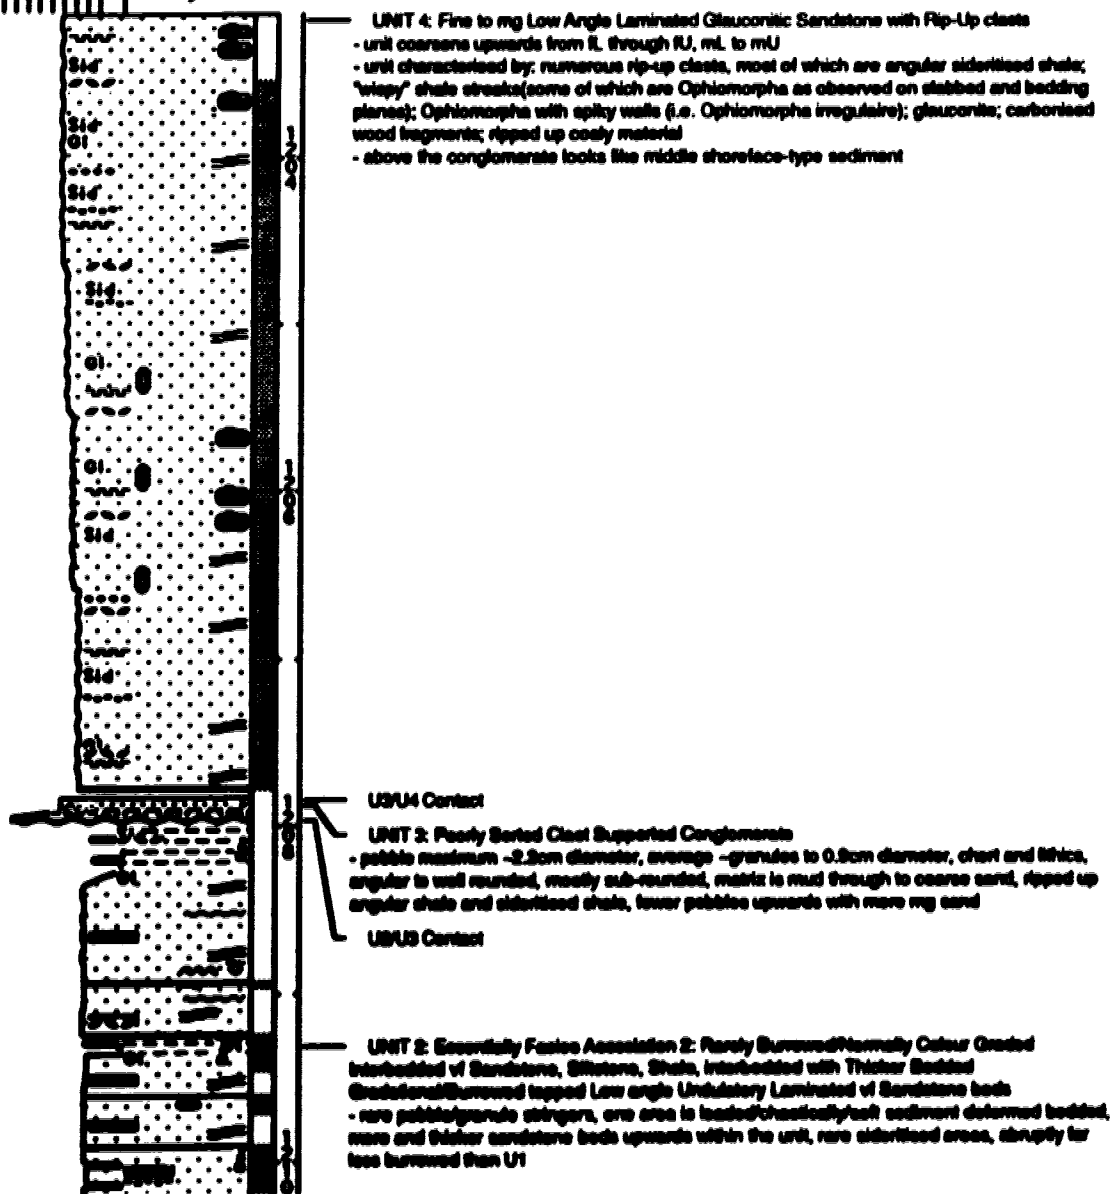 UNIT 4: Fine to mg Low Angle Laminated Glauconitic Sandstone with Rip-Up clasts
- unit coarsens upwards from fL through fU, mL to mU
- unit characterised by: numerous rip-up clasts, most of which are angular sideritised shale;
"wispy" shale streaks(some of which are Ophiomorpha as observed on slabbed and bedding
planes); Ophiomorpha with spiky walls (i.e. Ophiomorpha irregulaire); glauconite; carbonised
wood fragments; ripped up coaly material
- above the conglomerate looks like middle shoreface-type sediment
Sid
Sid
Gl
1204
Sid
Sid
Gl
Gl
1206
Sid
Sid
Gl
U3/U4 Contact
1208
UNIT 3: Poorly Sorted Clast Supported Conglomerate
- pebble maximum ~2.2cm diameter, average ~granules to 0.9cm diameter, chert and lithics,
angular to well rounded, mostly sub-rounded, matrix is mud through to coarse sand, ripped up
angular shale and sideritised shale, fewer pebbles upwards with more mg sand
U2/U3 Contact
UNIT 2: Essentially Facies Association 2: Rarely Burrowed/Normally Colour Graded
Interbedded vf Sandstone, Siltstone, Shale, interbedded with Thicker Bedded
Gradational/Burrowed topped Low angle Undulatory Laminated vf Sandstone beds
- rare pebble/granule stringers, one area is loaded/chaotically/soft sediment deformed bedded,
more and thicker sandstone beds upwards within the unit, rare sideritised areas, abruptly far
less burrowed than U1
1210